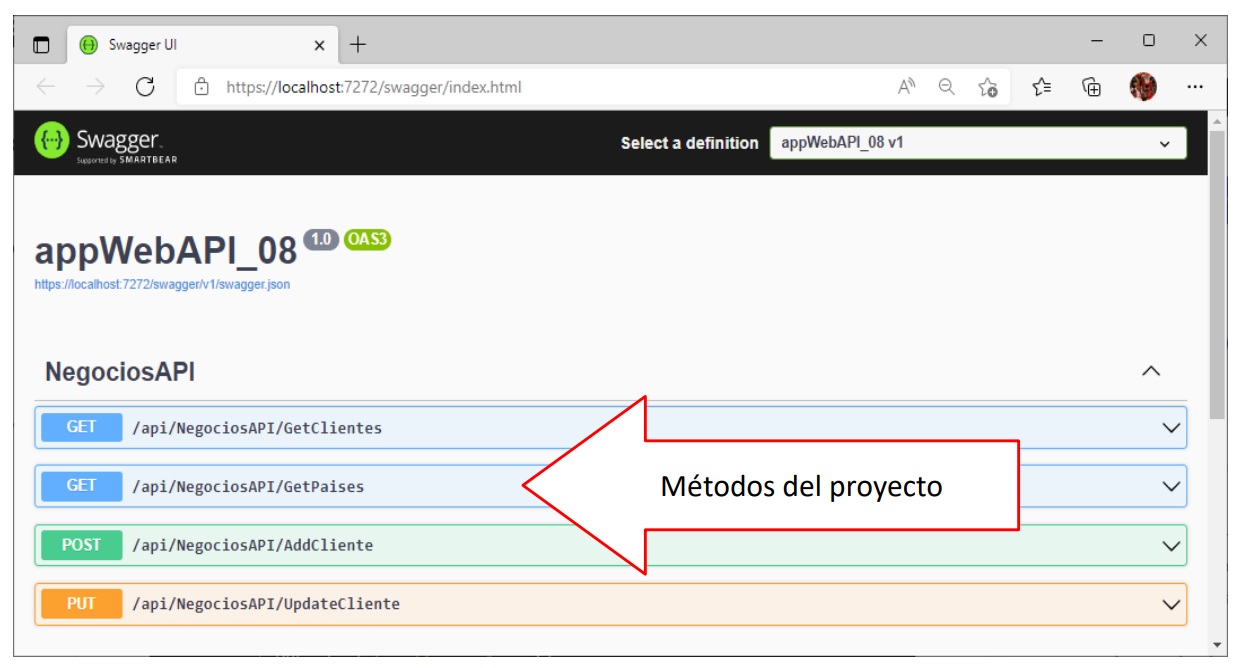 Swagger UI
https://localhost:7272/swagger/index.html
Swagger.
Supported by SMARTBEAR
Select a definition
appWebAPI_08 v1
appWebAPI_08 1.0 OAS3
https://localhost:7272/swagger/v1/swagger.json
NegociosAPI
GET /api/NegociosAPI/GetClientes
GET /api/NegociosAPI/GetPaises
Métodos del proyecto
POST /api/NegociosAPI/AddCliente
PUT /api/NegociosAPI/UpdateCliente